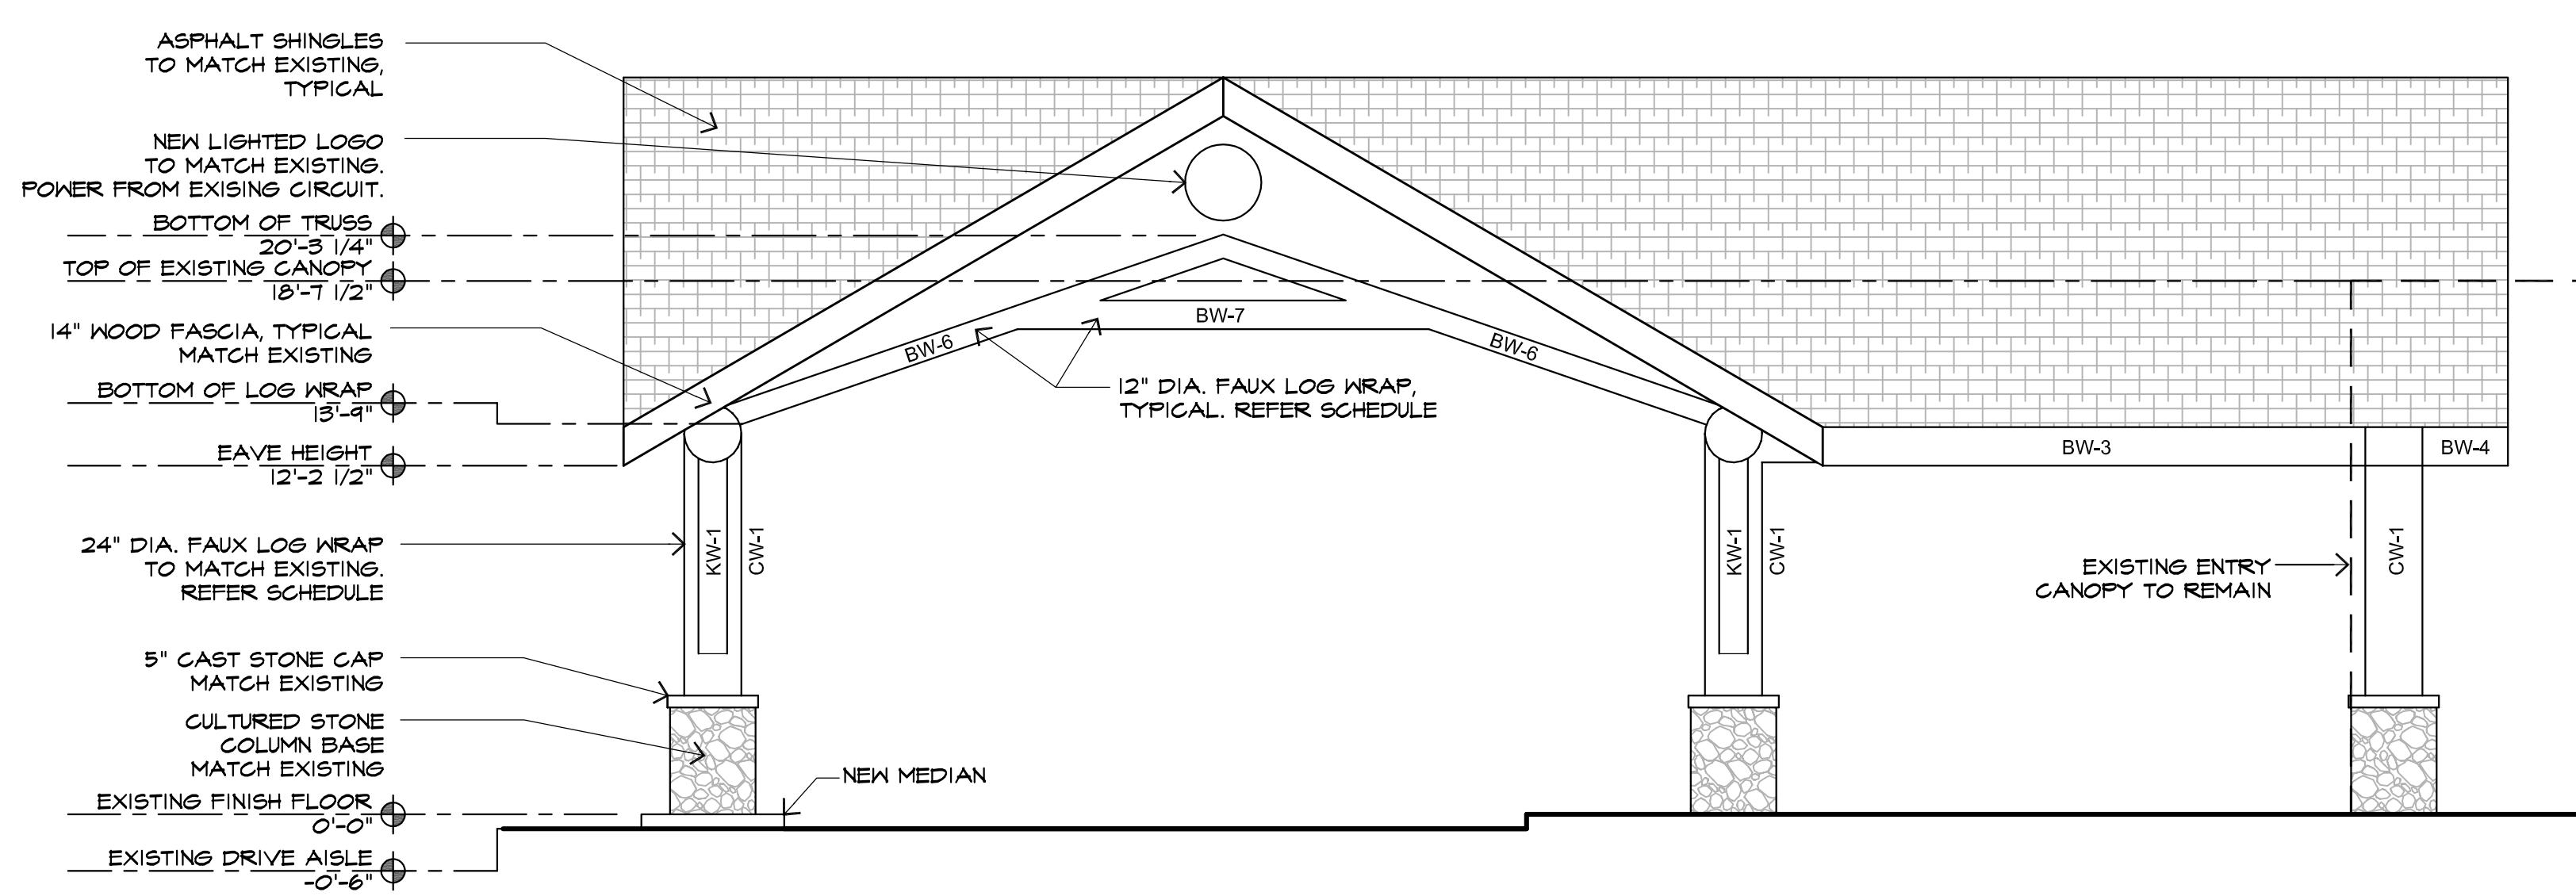 ASPHALT SHINGLES
TO MATCH EXISTING,
TYPICAL
NEW LIGHTED LOGO
TO MATCH EXISTING.
POWER FROM EXISING CIRCUIT.
BOTTOM OF TRUSS
20'-3 1/4"
TOP OF EXISTING CANOPY
18'-7 1/2"
14" WOOD FASCIA, TYPICAL
MATCH EXISTING
BOTTOM OF LOG WRAP
13'-9"
EAVE HEIGHT
12'-2 1/2"
24" DIA. FAUX LOG WRAP
TO MATCH EXISTING.
REFER SCHEDULE
5" CAST STONE CAP
MATCH EXISTING
CULTURED STONE
COLUMN BASE
MATCH EXISTING
EXISTING FINISH FLOOR
0'-0"
EXISTING DRIVE AISLE
-0'-6"
BW-6
BW-7
BW-6
12" DIA. FAUX LOG WRAP,
TYPICAL. REFER SCHEDULE
KW-1
CW-1
NEW MEDIAN
KW-1
CW-1
BW-3
BW-4
EXISTING ENTRY
CANOPY TO REMAIN
CW-1